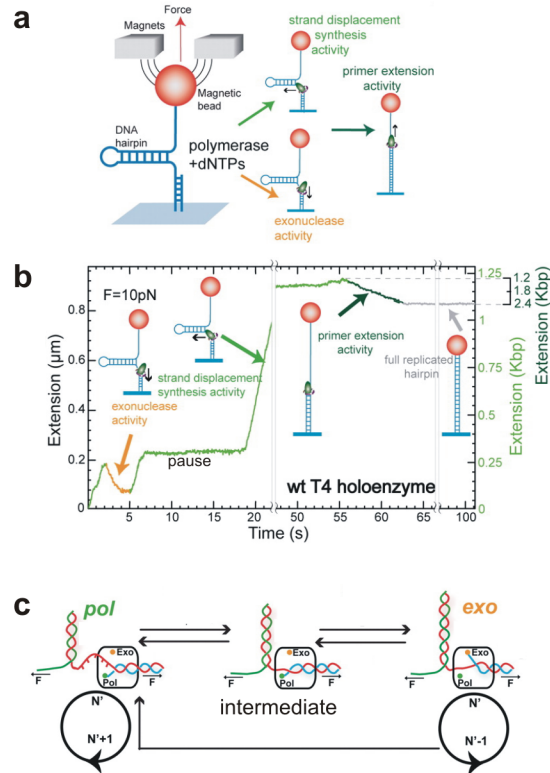 a
Force
Magnets
Magnetic
bead
DNA
hairpin
polymerase
+dNTPs
strand displacement
synthesis
activity
exonuclease
activity
primer extension
activity
b
F=10pN
exonuclease
activity
strand displacement
synthesis activity
pause
primer extension
activity
full replicated
hairpin
wt T4 holoenzyme
Extension (µm)
0.8
0.6
0.4
0.2
0
0 5 10 15 20 50 55 60 65 100
Time (s)
1.25
1
0.75
0.5
0.25
0
Extension (Kbp)
1.2
1.8
2.4
Extension (Kbp)
c
pol
exo
Exo
Pol
F
F
N'
N'+1
Exo
Pol
F
F
intermediate
Exo
Pol
F
F
N'
N'-1